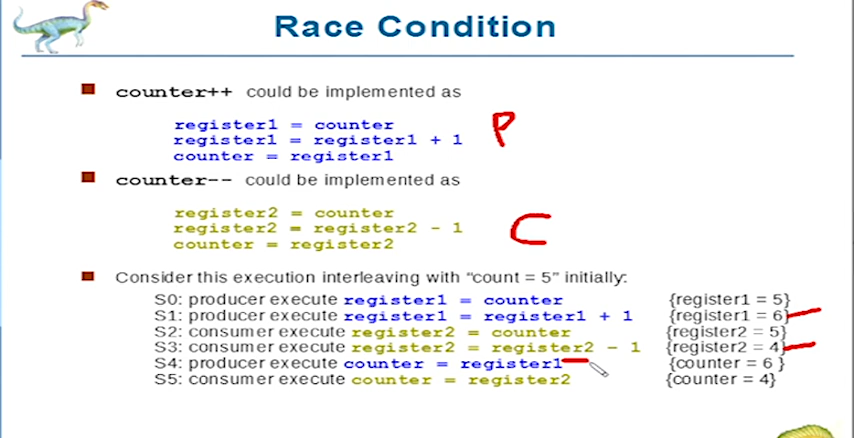 Race Condition
counter++ could be implemented as
register1 = counter
register1 = register1 + 1
counter = register1
P
counter-- could be implemented as
register2 = counter
register2 = register2 - 1
counter = register2
C
Consider this execution interleaving with "count = 5" initially:
S0: producer execute register1 = counter {register1 = 5}
S1: producer execute register1 = register1 + 1 {register1 = 6}
S2: consumer execute register2 = counter {register2 = 5}
S3: consumer execute register2 = register2 - 1 {register2 = 4}
S4: producer execute counter = register1 {counter = 6 }
S5: consumer execute counter = register2 {counter = 4}